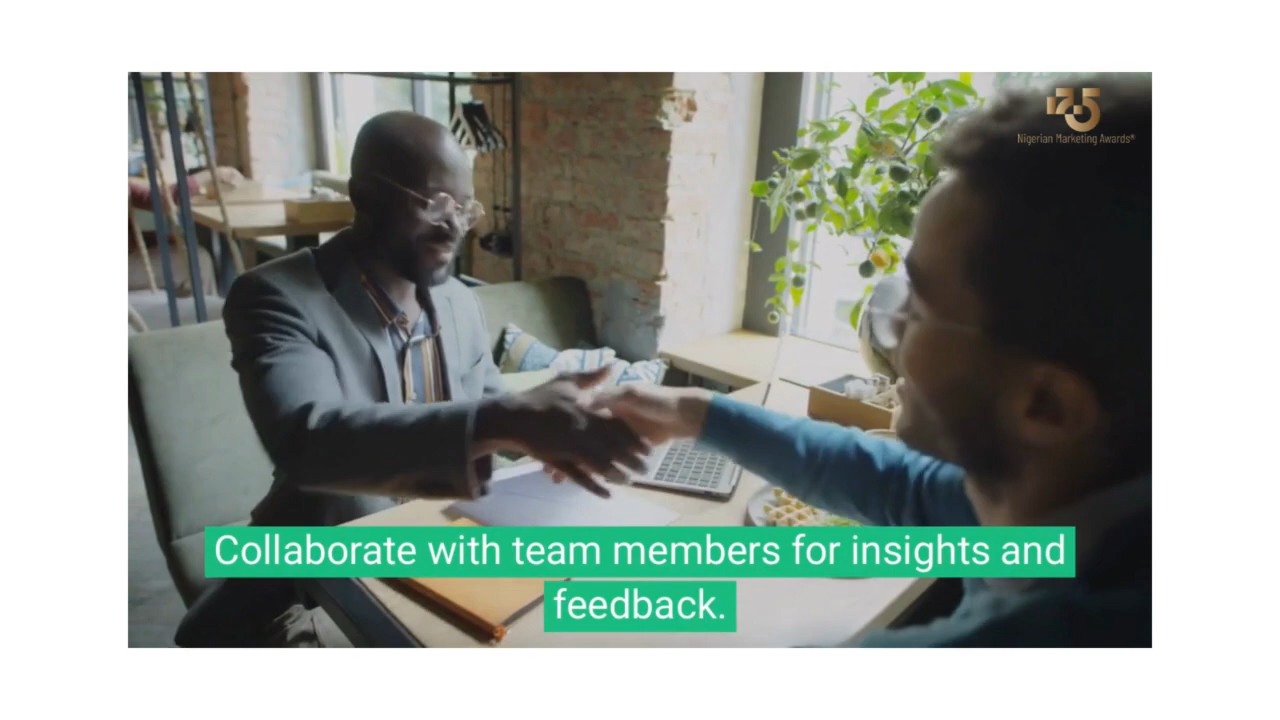 Nigerian Marketing Awards®
Collaborate with team members for insights and
feedback.